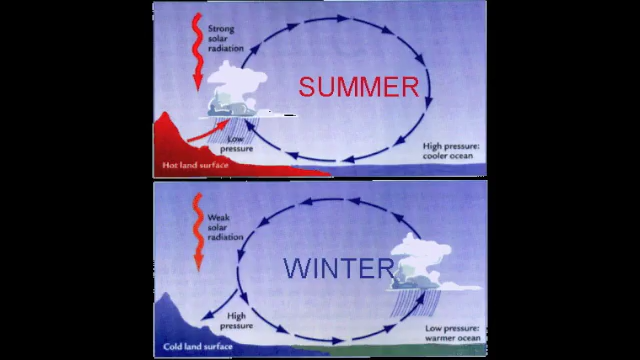 Strong
solar
radiation
SUMMER
Low
pressure
High pressure:
cooler ocean
Hot land surface
Weak
solar
radiation
WINTER
High
pressure
Low pressure:
warmer ocean
Cold land surface